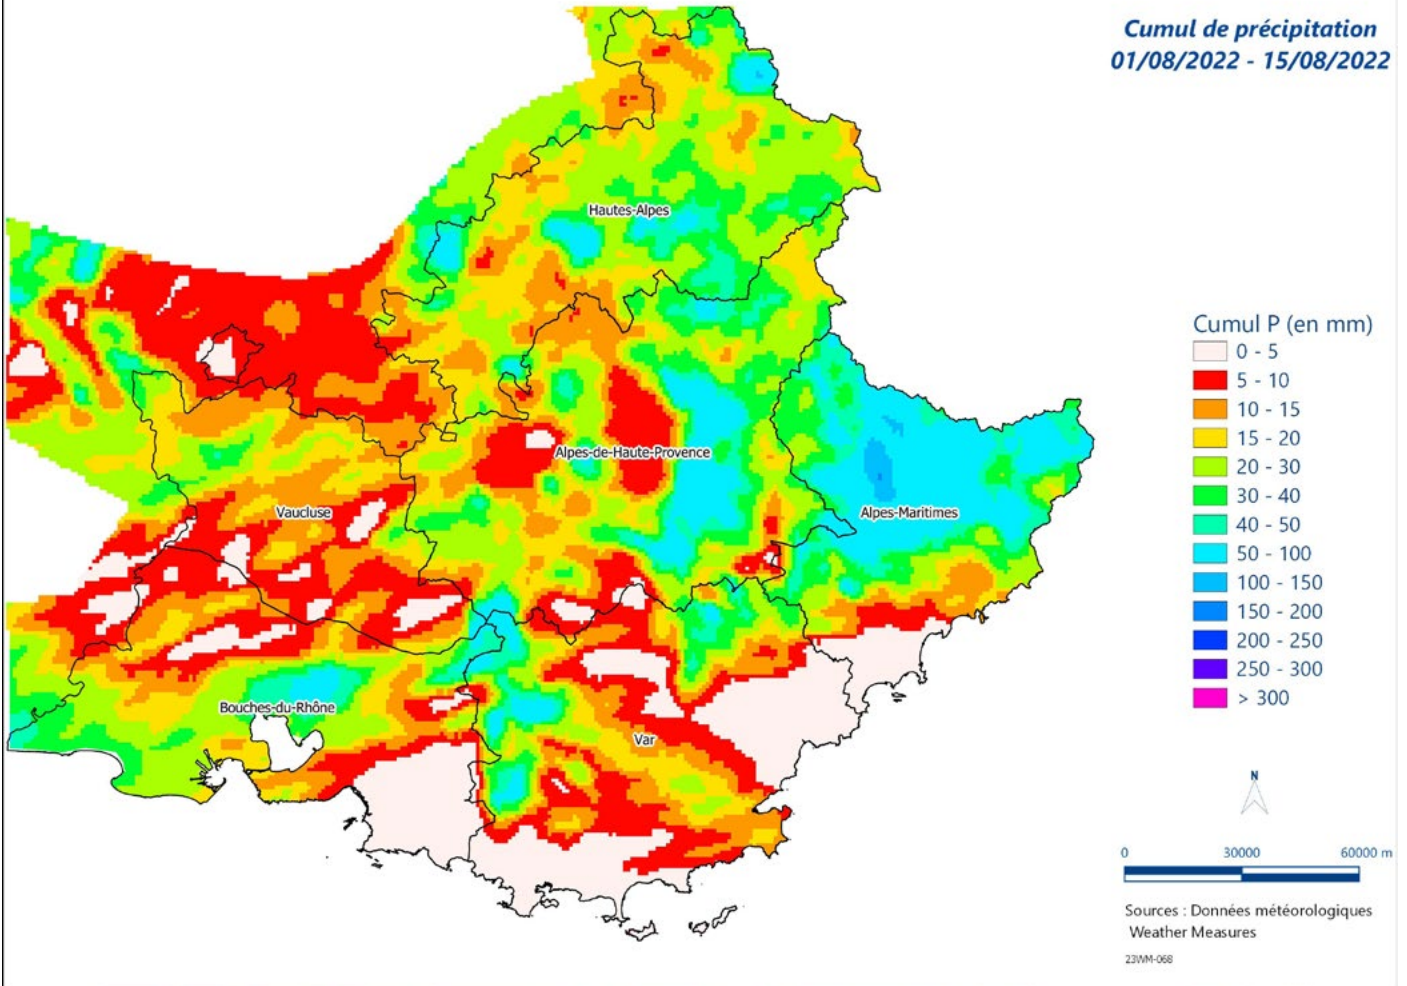 Cumul de précipitation
01/08/2022 - 15/08/2022
Hautes-Alpes
Alpes-de-Haute-Provence
Vaucluse
Alpes-Maritimes
Bouches-du-Rhône
Var
Cumul P (en mm)
0 - 5
5 - 10
10 - 15
15 - 20
20 - 30
30 - 40
40 - 50
50 - 100
100 - 150
150 - 200
200 - 250
250 - 300
> 300
N
0 30000 60000 m
Sources : Données météorologiques
Weather Measures
23WM-068